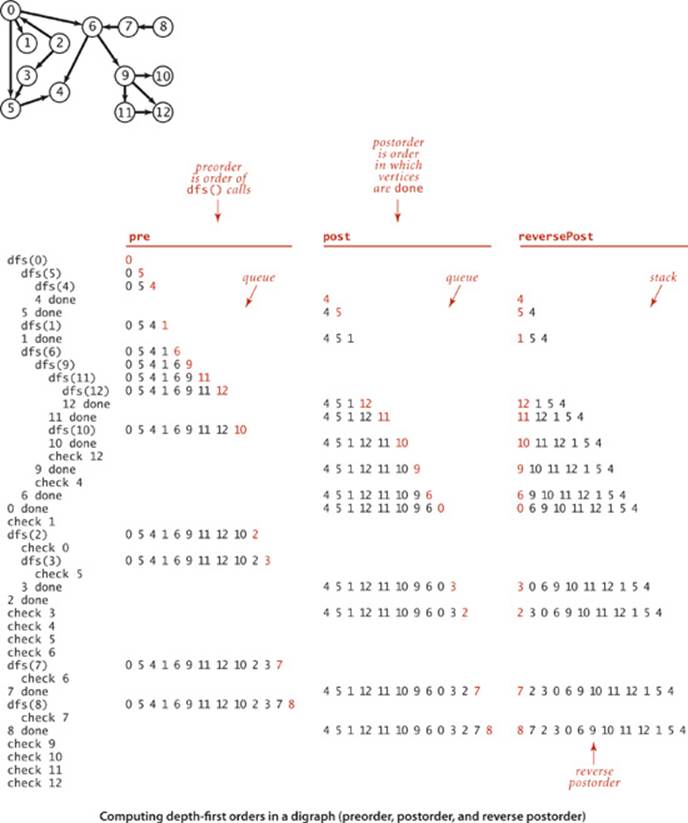 0
6
7
8
1
2
3
9
10
5
4
11
12
preorder
is order of
dfs() calls
postorder
is order
in which
vertices
are done
pre post reversePost
queue queue stack
dfs(0) 0
dfs(5) 0 5
dfs(4) 0 5 4
4 done 4 4
5 done 4 5 5 4
dfs(1) 0 5 4 1
1 done 4 5 1 1 5 4
dfs(6) 0 5 4 1 6
dfs(9) 0 5 4 1 6 9
dfs(11) 0 5 4 1 6 9 11
dfs(12) 0 5 4 1 6 9 11 12
12 done 4 5 1 12 12 1 5 4
11 done 4 5 1 12 11 11 12 1 5 4
dfs(10) 0 5 4 1 6 9 11 12 10
10 done 4 5 1 12 11 10 10 11 12 1 5 4
check 12
9 done 4 5 1 12 11 10 9 9 10 11 12 1 5 4
check 4
6 done 4 5 1 12 11 10 9 6 6 9 10 11 12 1 5 4
0 done 4 5 1 12 11 10 9 6 0 0 6 9 10 11 12 1 5 4
check 1
dfs(2) 0 5 4 1 6 9 11 12 10 2
check 0
dfs(3) 0 5 4 1 6 9 11 12 10 2 3
check 5
3 done 4 5 1 12 11 10 9 6 0 3 3 0 6 9 10 11 12 1 5 4
2 done
check 3 4 5 1 12 11 10 9 6 0 3 2 2 3 0 6 9 10 11 12 1 5 4
check 4
check 5
check 6
dfs(7) 0 5 4 1 6 9 11 12 10 2 3 7
check 6
7 done 4 5 1 12 11 10 9 6 0 3 2 7 7 2 3 0 6 9 10 11 12 1 5 4
dfs(8) 0 5 4 1 6 9 11 12 10 2 3 7 8
check 7
8 done 4 5 1 12 11 10 9 6 0 3 2 7 8 8 7 2 3 0 6 9 10 11 12 1 5 4
check 9
check 10
check 11
check 12
reverse
postorder
Computing depth-first orders in a digraph (preorder, postorder, and reverse postorder)